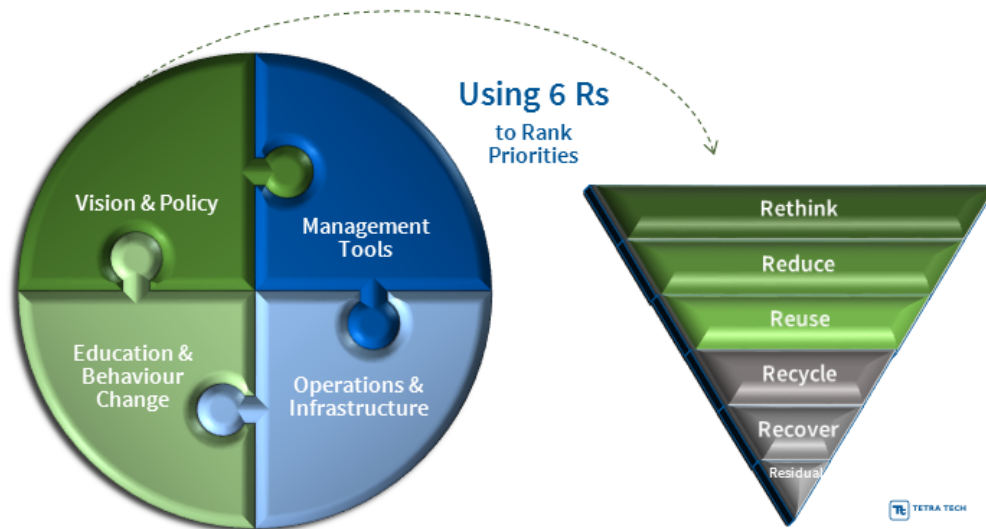 Using 6 Rs
to Rank
Priorities
Vision & Policy
Management
Tools
Education &
Behaviour
Change
Operations &
Infrastructure
Rethink
Reduce
Reuse
Recycle
Recover
Residual
Tt TETRA TECH